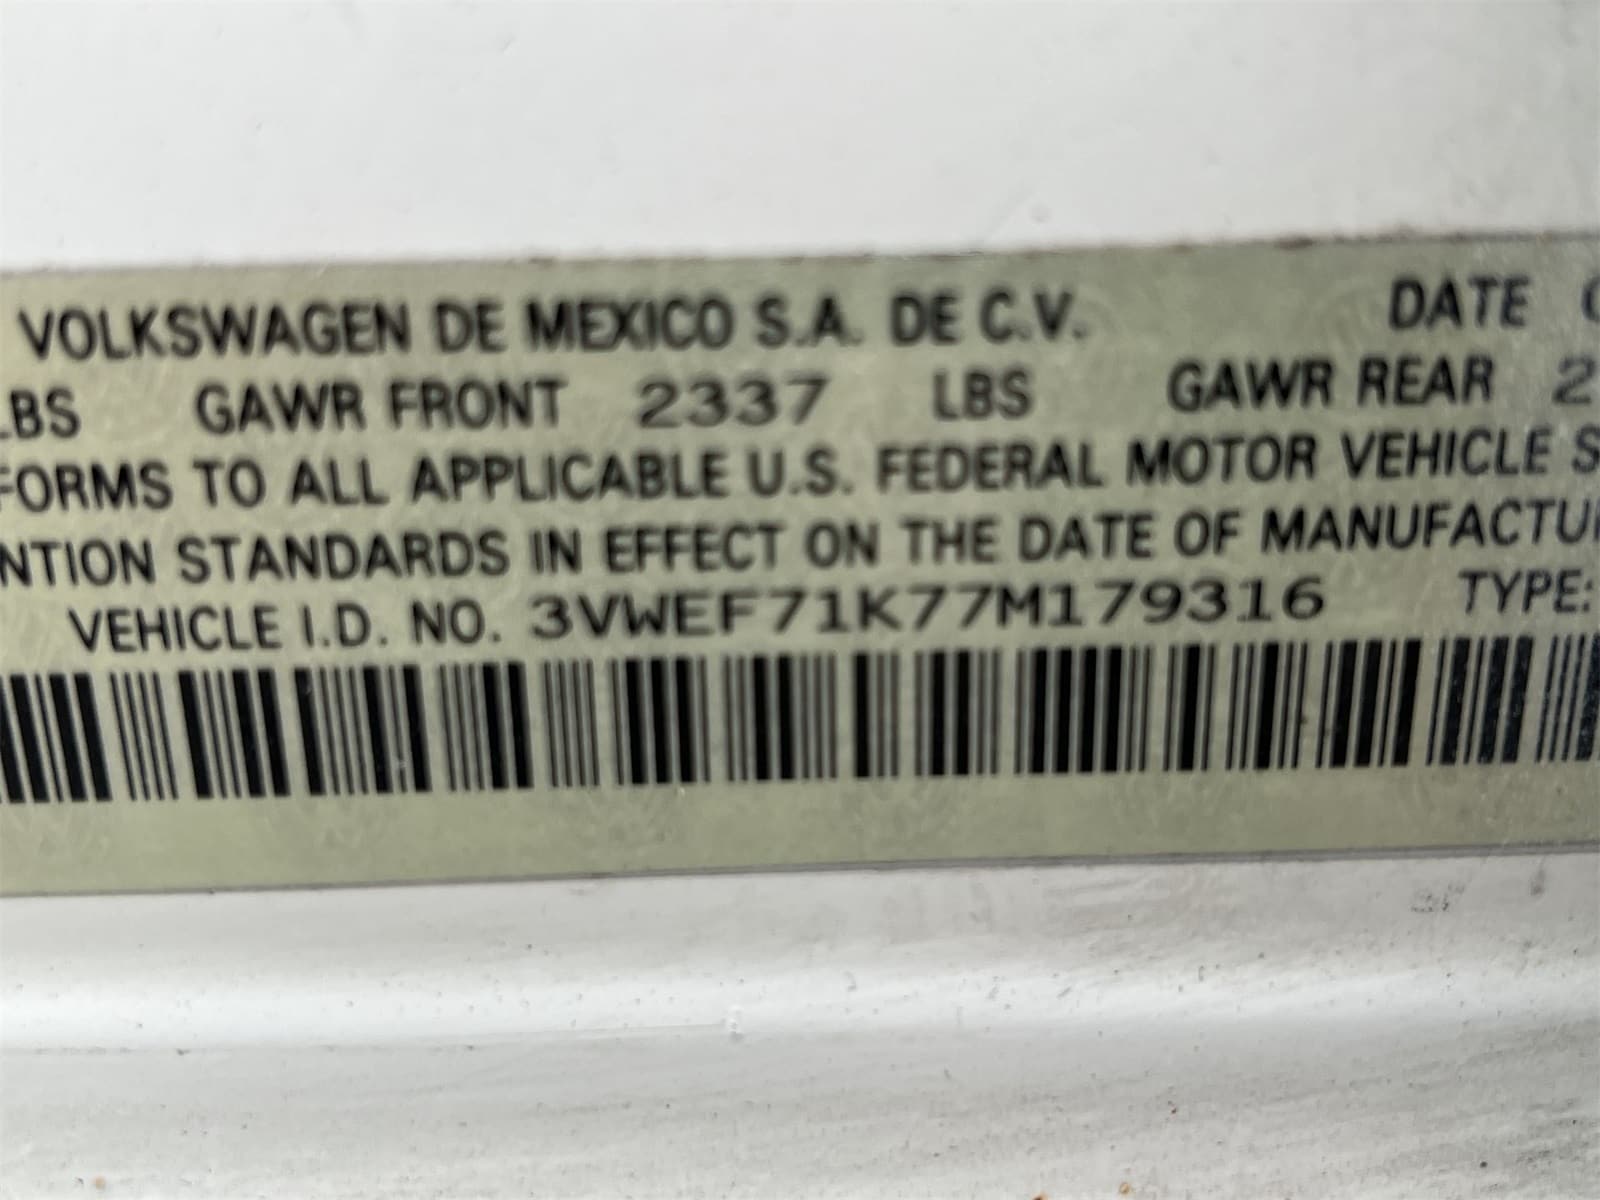 VOLKSWAGEN DE MEXICO S.A. DE C.V. DATE
LBS GAWR FRONT 2337 LBS GAWR REAR 2
FORMS TO ALL APPLICABLE U.S. FEDERAL MOTOR VEHICLE S
NTION STANDARDS IN EFFECT ON THE DATE OF MANUFACTU
VEHICLE I.D. NO. 3VWEF71K77M179316 TYPE: